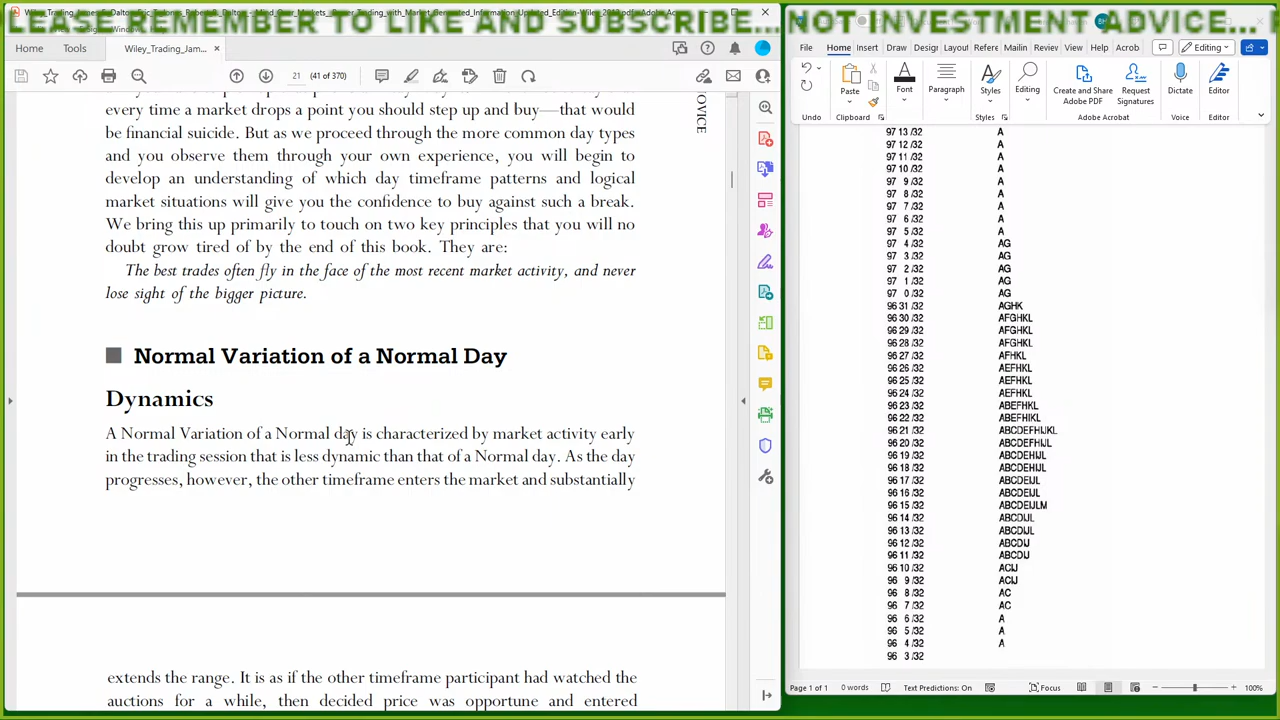 PLEASE REMEMBER TO LIKE AND SUBSCRIBE... NOT INVESTMENT ADVICE...
Home Tools Wiley_Trading_Jam... ×
21 (41 of 370)
every time a market drops a point you should step up and buy—that would
be financial suicide. But as we proceed through the more common day types
and you observe them through your own experience, you will begin to
develop an understanding of which day timeframe patterns and logical
market situations will give you the confidence to buy against such a break.
We bring this up primarily to touch on two key principles that you will no
doubt grow tired of by the end of this book. They are:
The best trades often fly in the face of the most recent market activity, and never
lose sight of the bigger picture.
Normal Variation of a Normal Day
Dynamics
A Normal Variation of a Normal day is characterized by market activity early
in the trading session that is less dynamic than that of a Normal day. As the day
progresses, however, the other timeframe enters the market and substantially
extends the range. It is as if the other timeframe participant had watched the
auctions for a while, then decided price was opportune and entered
NOVICE
File Home Insert Draw Design Layout Refers Mailin Review View Help Acrob Editing
Paste Font Paragraph Styles Editing Create and Share Adobe PDF Request Signatures Dictate Editor
Undo Clipboard Styles Adobe Acrobat Voice Editor
97 13 /32 A
97 12 /32 A
97 11 /32 A
97 10 /32 A
97 9 /32 A
97 8 /32 A
97 7 /32 A
97 6 /32 A
97 5 /32 A
97 4 /32 AG
97 3 /32 AG
97 2 /32 AG
97 1 /32 AG
97 0 /32 AG
96 31 /32 AGHK
96 30 /32 AFGHKL
96 29 /32 AFGHKL
96 28 /32 AFGHKL
96 27 /32 AFHKL
96 26 /32 AEFHKL
96 25 /32 AEFHKL
96 24 /32 AEFHKL
96 23 /32 ABEFHKL
96 22 /32 ABEFHIKL
96 21 /32 ABCDEFHIJKL
96 20 /32 ABCDEFHIJL
96 19 /32 ABCDEHIJL
96 18 /32 ABCDEHIJL
96 17 /32 ABCDEIJL
96 16 /32 ABCDEIJL
96 15 /32 ABCDEIJLM
96 14 /32 ABCDIJL
96 13 /32 ABCDIJL
96 12 /32 ABCDIJ
96 11 /32 ABCDIJ
96 10 /32 ACIJ
96 9 /32 ACIJ
96 8 /32 AC
96 7 /32 AC
96 6 /32 A
96 5 /32 A
96 4 /32 A
96 3 /32
Page 1 of 1 0 words Text Predictions: On Focus 100%